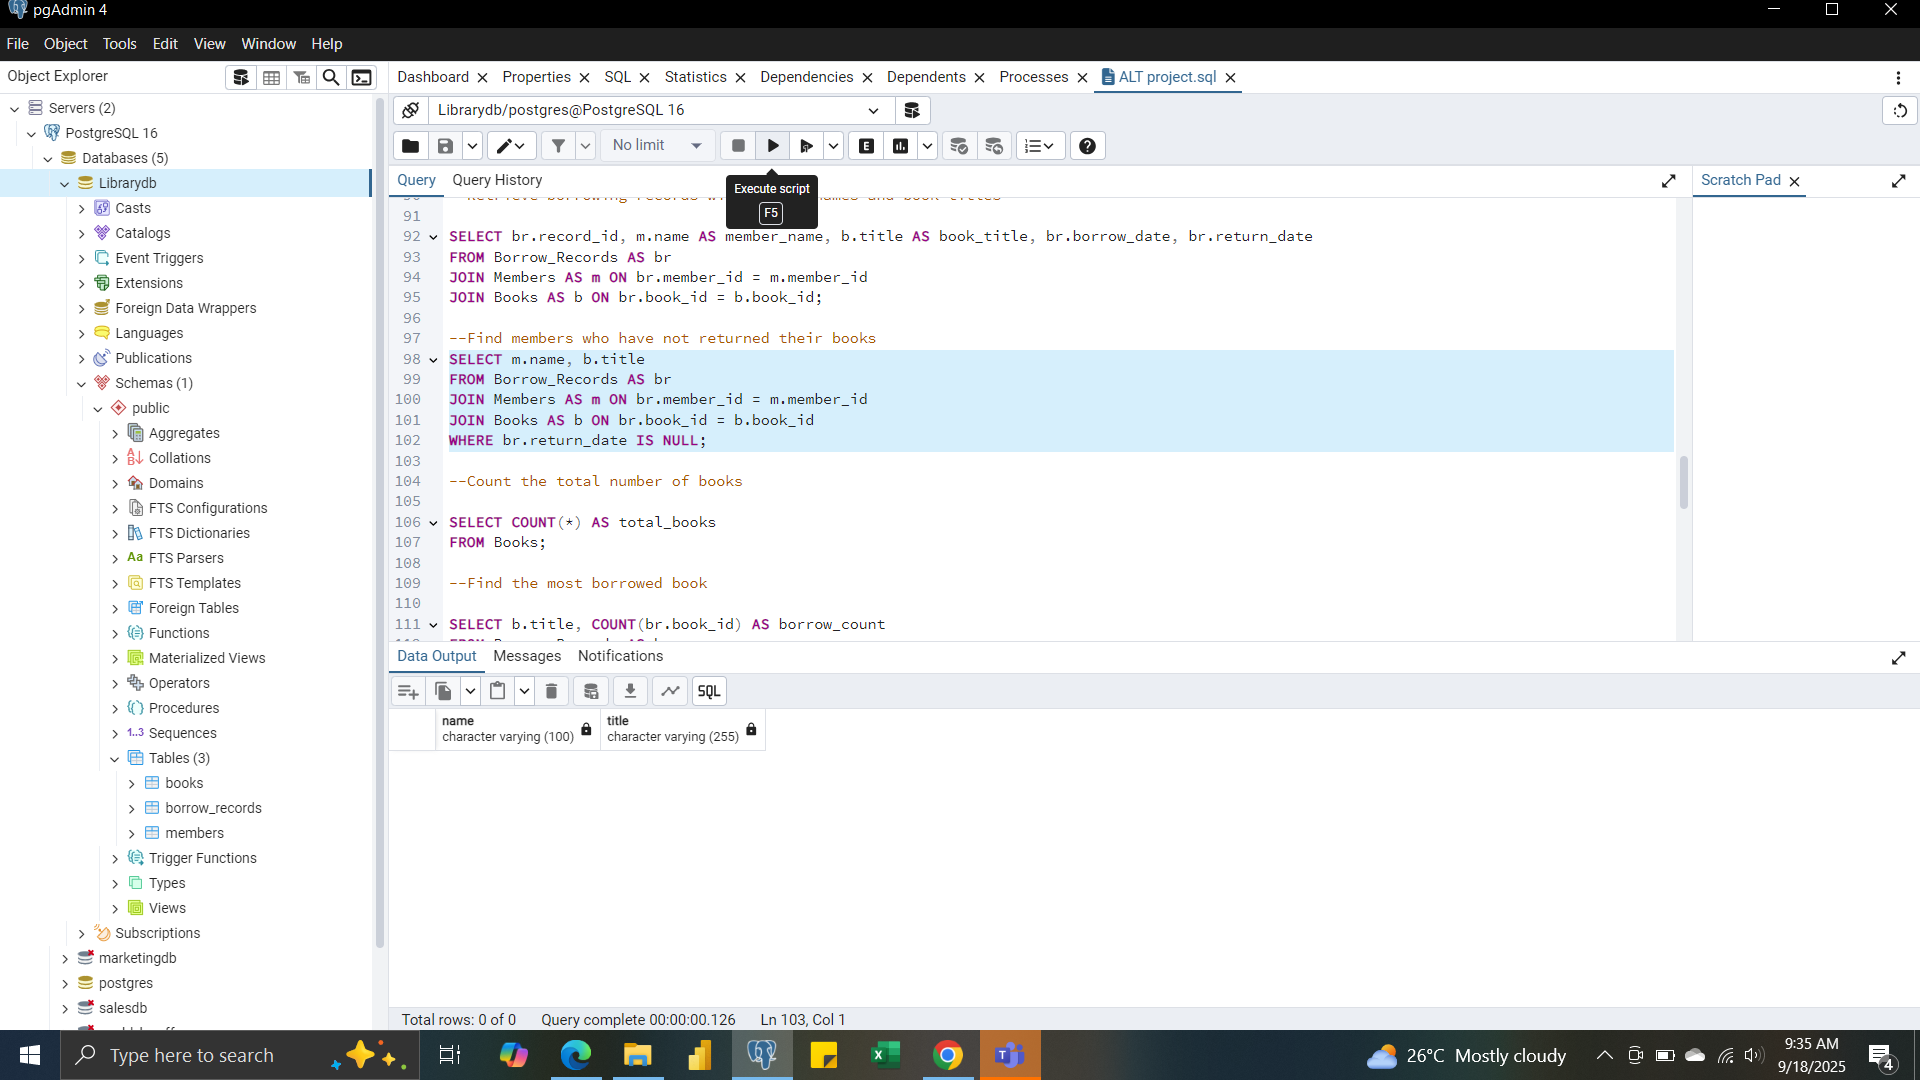 pgAdmin 4
File Object Tools Edit View Window Help
Object Explorer
Dashboard Properties SQL Statistics Dependencies Dependents Processes ALT project.sql
Servers (2)
PostgreSQL 16
Databases (5)
Librarydb
Casts
Catalogs
Event Triggers
Extensions
Foreign Data Wrappers
Languages
Publications
Schemas (1)
public
Aggregates
Collations
Domains
FTS Configurations
FTS Dictionaries
FTS Parsers
FTS Templates
Foreign Tables
Functions
Materialized Views
Operators
Procedures
1..3 Sequences
Tables (3)
books
borrow_records
members
Trigger Functions
Types
Views
Subscriptions
marketingdb
postgres
salesdb
Librarydb/postgres@PostgreSQL 16
No limit
E
Query Query History
Execute script
F5
Scratch Pad
91
92 SELECT br.record_id, m.name AS member_name, b.title AS book_title, br.borrow_date, br.return_date
93 FROM Borrow_Records AS br
94 JOIN Members AS m ON br.member_id = m.member_id
95 JOIN Books AS b ON br.book_id = b.book_id;
96
97 --Find members who have not returned their books
98 SELECT m.name, b.title
99 FROM Borrow_Records AS br
100 JOIN Members AS m ON br.member_id = m.member_id
101 JOIN Books AS b ON br.book_id = b.book_id
102 WHERE br.return_date IS NULL;
103
104 --Count the total number of books
105
106 SELECT COUNT(*) AS total_books
107 FROM Books;
108
109 --Find the most borrowed book
110
111 SELECT b.title, COUNT(br.book_id) AS borrow_count
Data Output Messages Notifications
SQL
name title
character varying (100) character varying (255)
Total rows: 0 of 0 Query complete 00:00:00.126 Ln 103, Col 1
Type here to search
26°C Mostly cloudy
9:35 AM
9/18/2025
4